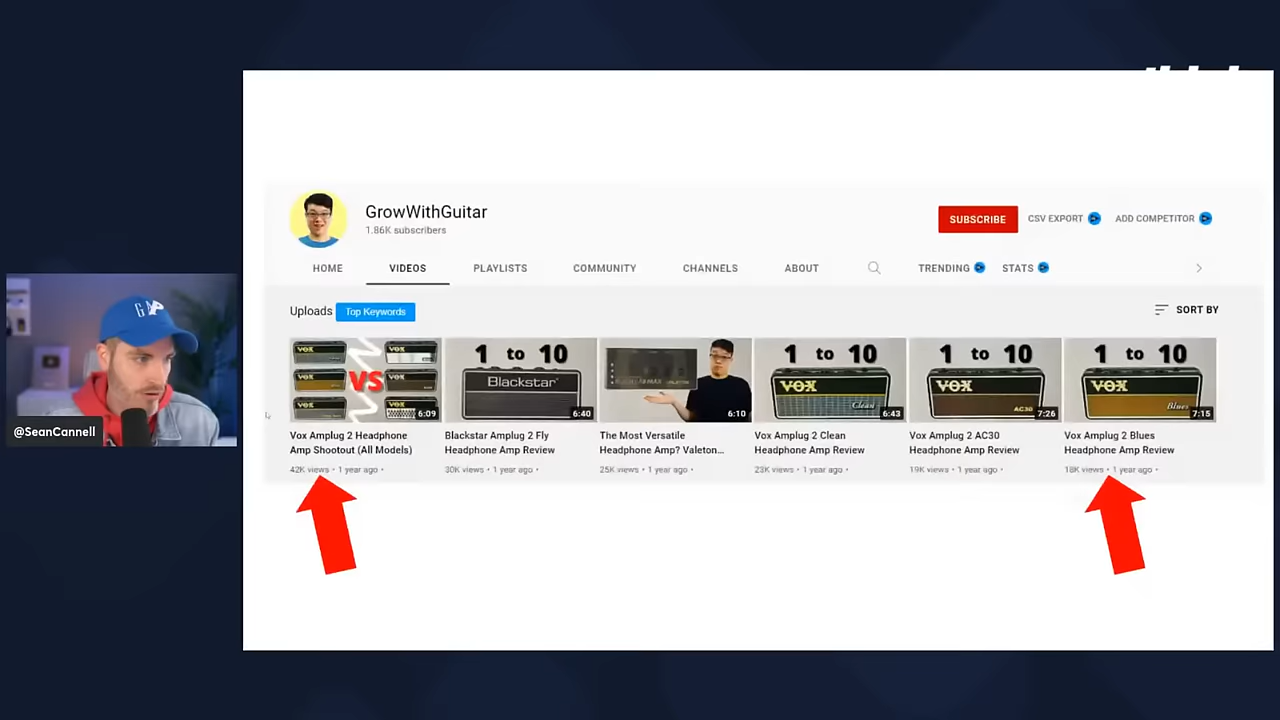 GrowWithGuitar
1.86K subscribers
SUBSCRIBE
CSV EXPORT
ADD COMPETITOR
HOME
VIDEOS
PLAYLISTS
COMMUNITY
CHANNELS
ABOUT
TRENDING
STATS
Uploads
Top Keywords
SORT BY
VOX
VOX
VOX
VOX
VS
6:09
1 to 10
Blackstar
6:40
6:10
1 to 10
VOX
Clean
6:43
1 to 10
VOX
AC30
7:26
1 to 10
VOX
Blues
7:15
Vox Amplug 2 Headphone
Amp Shootout (All Models)
42K views • 1 year ago
Blackstar Amplug 2 Fly
Headphone Amp Review
30K views • 1 year ago
The Most Versatile
Headphone Amp? Valeton...
25K views • 1 year ago
Vox Amplug 2 Clean
Headphone Amp Review
23K views • 1 year ago
Vox Amplug 2 AC30
Headphone Amp Review
19K views • 1 year ago
Vox Amplug 2 Blues
Headphone Amp Review
18K views • 1 year ago
@SeanCannell